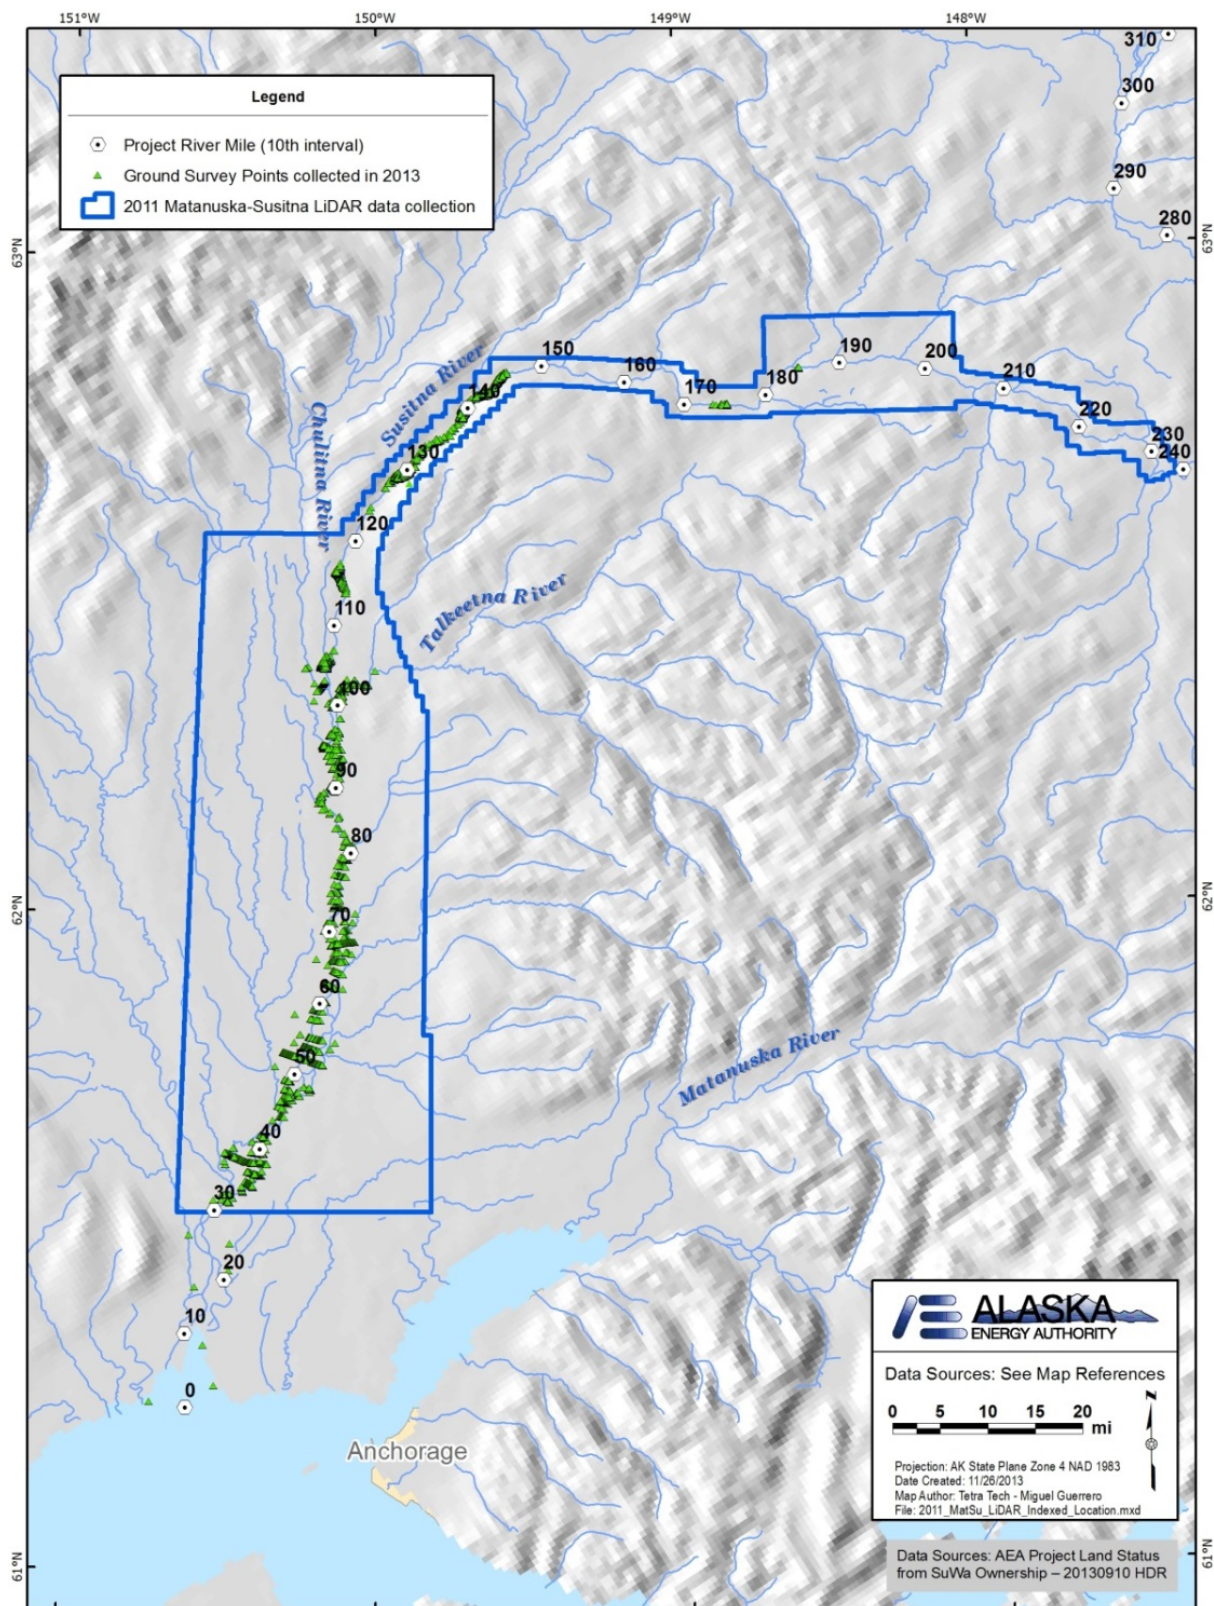 151°W 150°W 149°W 148°W
310
300
290
280
63°N 63°N
Legend
Project River Mile (10th interval)
Ground Survey Points collected in 2013
2011 Matanuska-Susitna LiDAR data collection
150
160
170
180
190
200
210
220
230
240
Susitna River
140
130
Chulitna River
120
Talkeetna River
110
100
90
80
70
62°N 62°N
60
50
Matanuska River
40
30
20
10
0
Anchorage
ALASKA
ENERGY AUTHORITY
Data Sources: See Map References
0 5 10 15 20
mi
N
Projection: AK State Plane Zone 4 NAD 1983
Date Created: 11/26/2013
Map Author: Tetra Tech - Miguel Guerrero
File: 2011_MatSu_LiDAR_Indexed_Location.mxd
Data Sources: AEA Project Land Status
from SuWa Ownership – 20130910 HDR
61°N 61°N